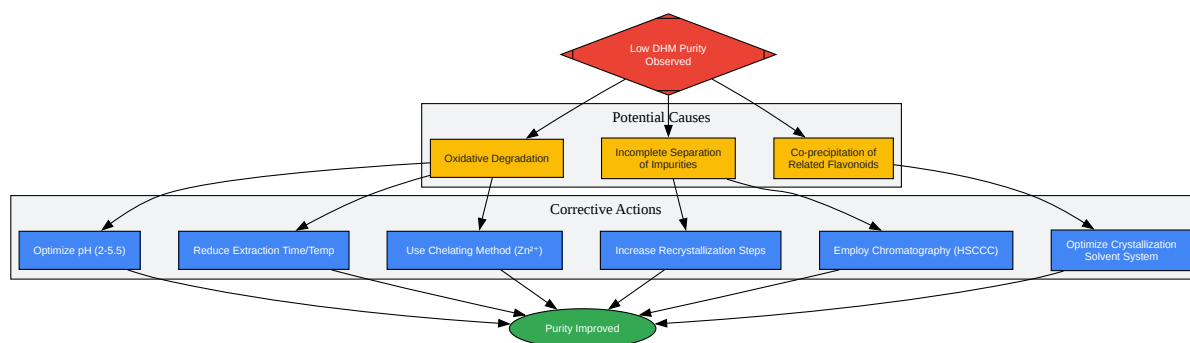 Low DHM Purity
Observed
Potential Causes
Oxidative Degradation
Incomplete Separation
of Impurities
Co-precipitation of
Related Flavonoids
Corrective Actions
Optimize pH (2-5.5)
Reduce Extraction Time/Temp
Use Chelating Method (Zn²⁺)
Increase Recrystallization Steps
Employ Chromatography (HSCCC)
Optimize Crystallization
Solvent System
Purity Improved